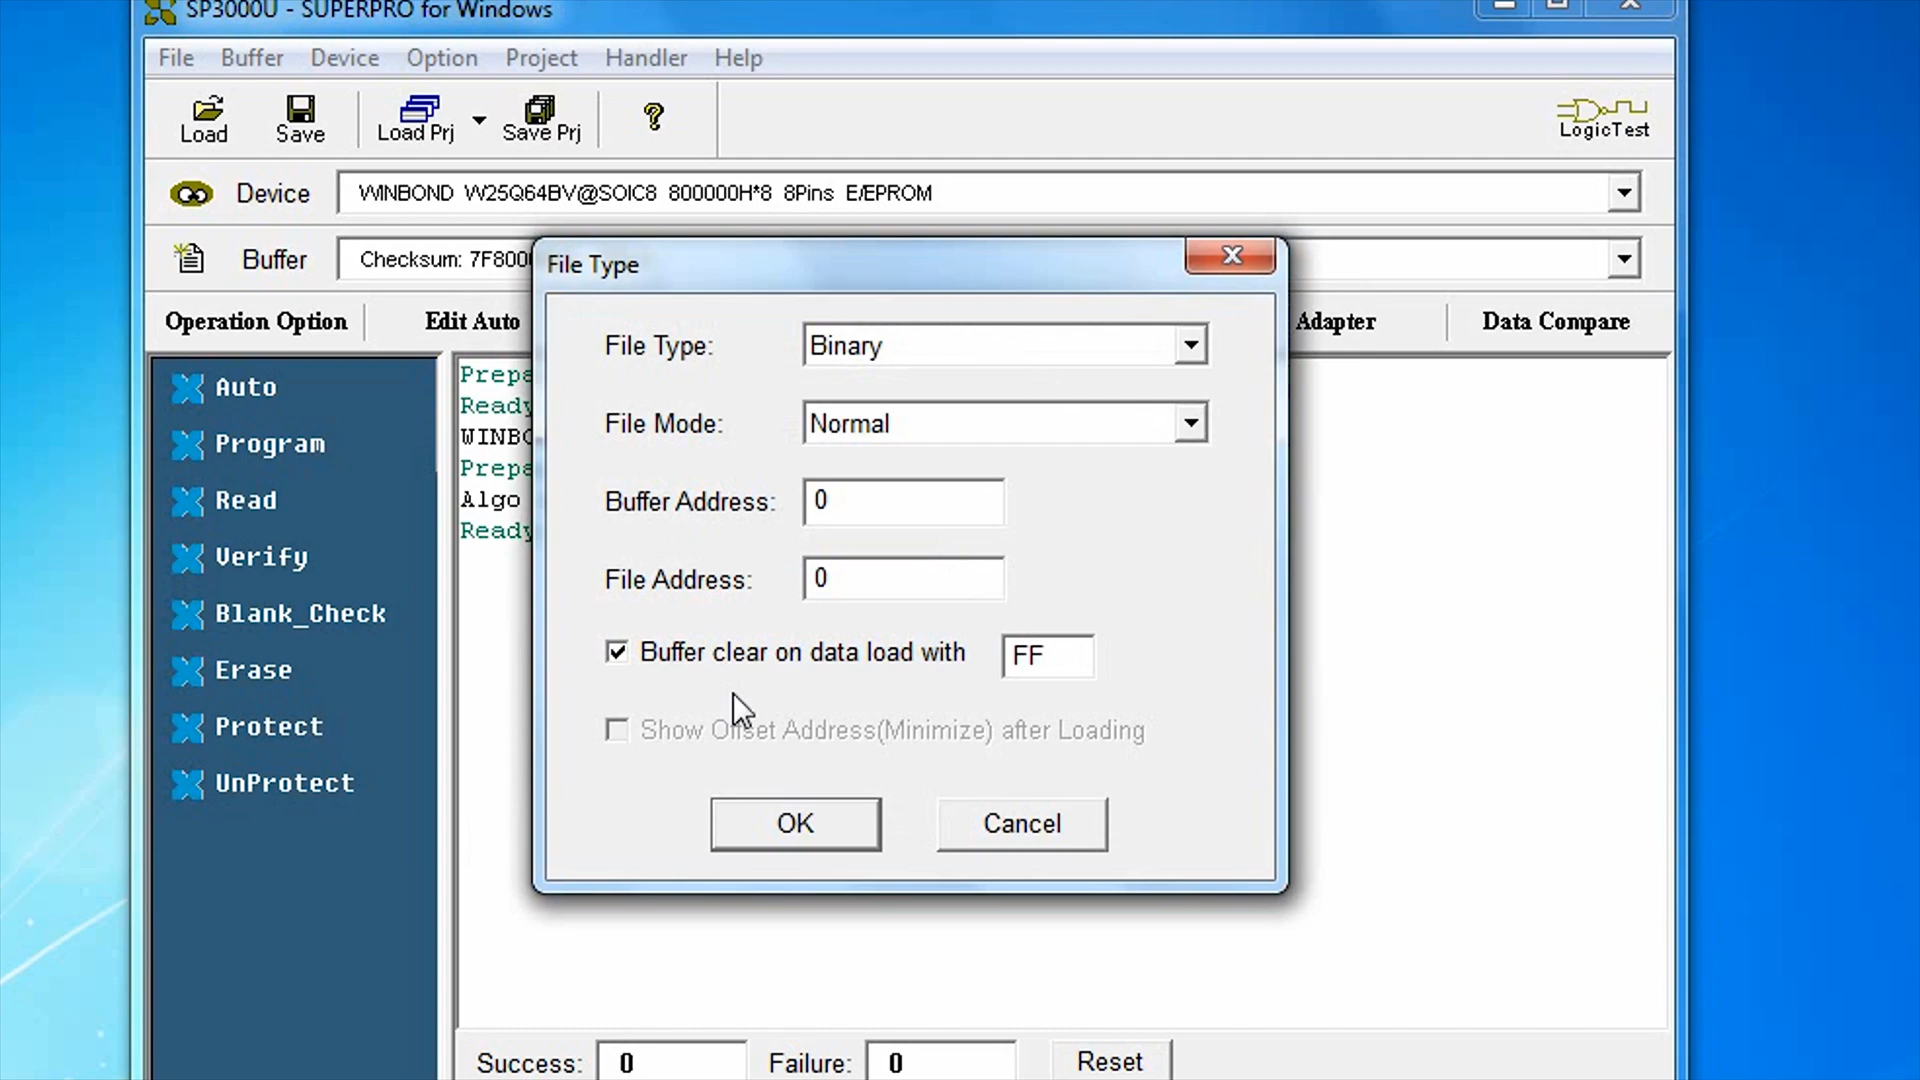 SP3000U - SUPERPRO for Windows
File Buffer Device Option Project Handler Help
Load Save Load Prj Save Prj ? LogicTest
Device WINBOND W25Q64BV@SOIC8 800000H*8 8Pins E/EPROM
Buffer Checksum: 7F800
Operation Option Edit Auto Adapter Data Compare
Auto
Program
Read
Verify
Blank_Check
Erase
Protect
UnProtect
Prepa
Ready
WINBO
Prepa
Algo
Ready
File Type
File Type: Binary
File Mode: Normal
Buffer Address: 0
File Address: 0
Buffer clear on data load with FF
Show Offset Address(Minimize) after Loading
OK Cancel
Success: 0 Failure: 0 Reset